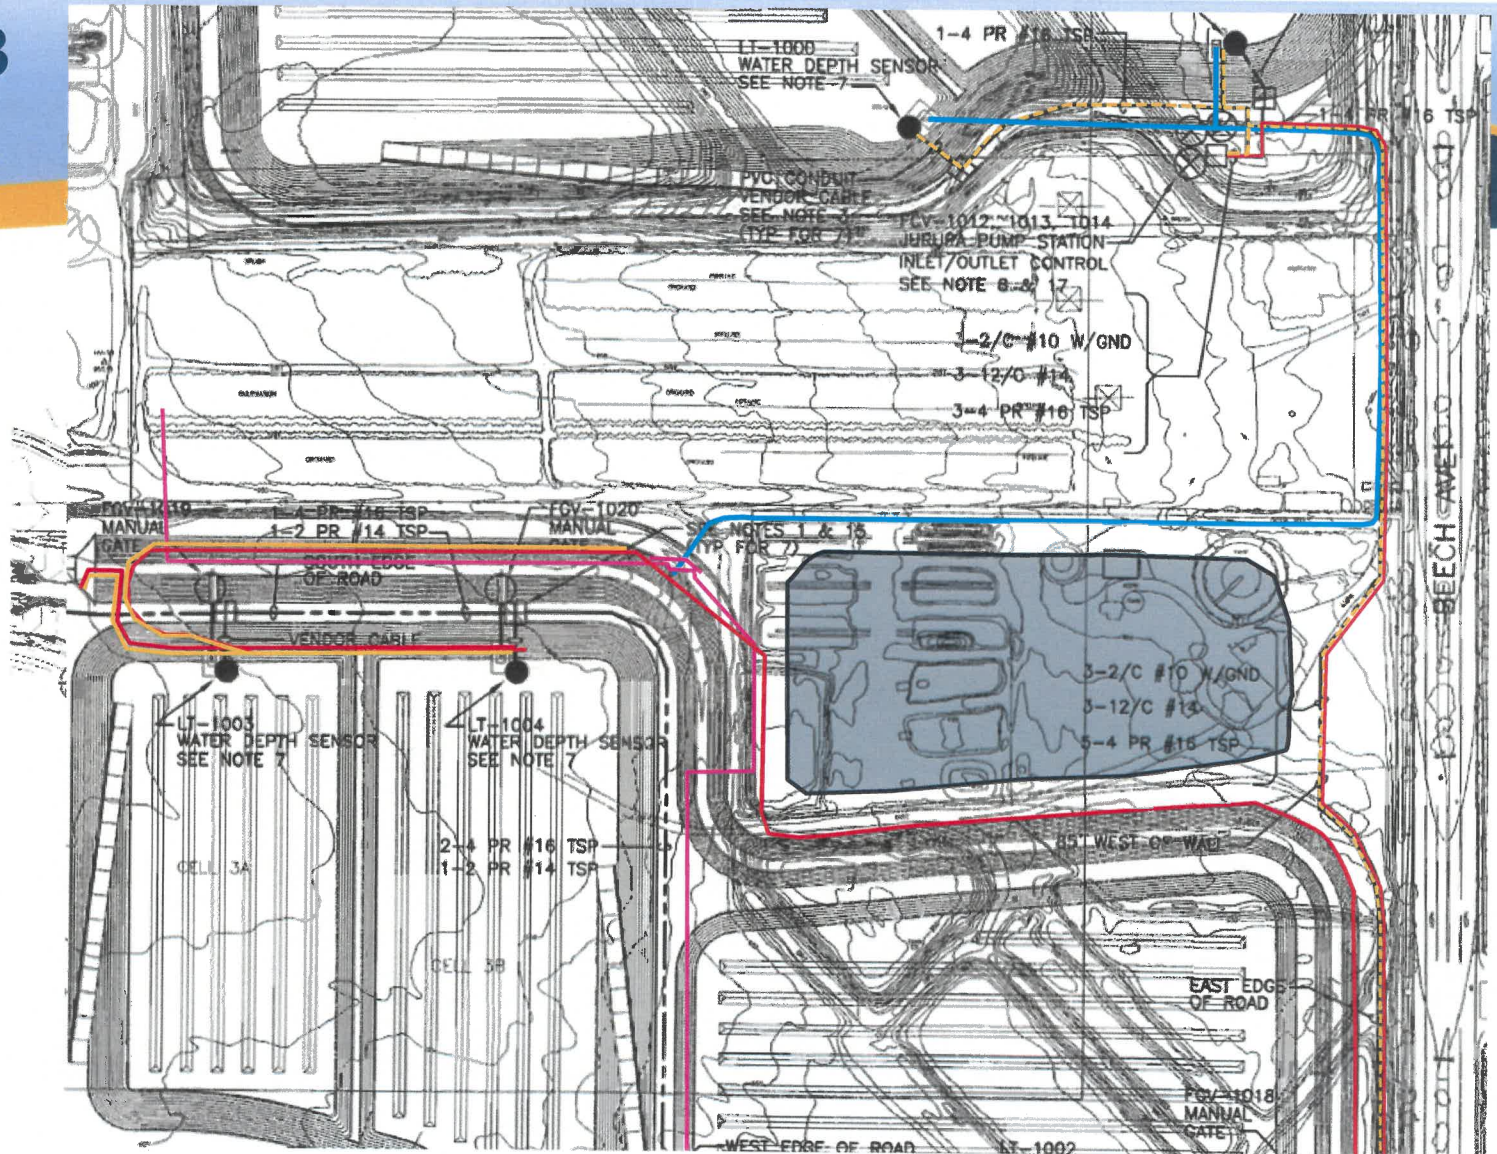 3
1-4 PR #16 TSP
LT-1000
WATER DEPTH SENSOR
SEE NOTE 7
1-4 PR #16 TSP
PVC CONDUIT
VENDOR CABLE
SEE NOTE 3
(TYP FOR 7)
FCV-1012, 1013, 1014
JURUPA PUMP STATION
INLET/OUTLET CONTROL
SEE NOTE 8 & 17
3-2/C #10 W/GND
3-12/C #14
3-4 PR #16 TSP
BEECH AVE
FCV-1019
MANUAL
GATE
1-4 PR #16 TSP
1-2 PR #14 TSP
FCV-1020
MANUAL
GATE
SEE NOTES 1 & 15
(TYP FOR 7)
SOUTH EDGE
OF ROAD
VENDOR CABLE
3-2/C #10 W/GND
3-12/C #14
5-4 PR #16 TSP
LT-1003
WATER DEPTH SENSOR
SEE NOTE 7
LT-1004
WATER DEPTH SENSOR
SEE NOTE 7
2-4 PR #16 TSP
1-2 PR #14 TSP
85' WEST OF WALL
CELL 3A
CELL 3B
EAST EDGE
OF ROAD
FCV-1018
MANUAL
GATE
WEST EDGE OF ROAD
LT-1002